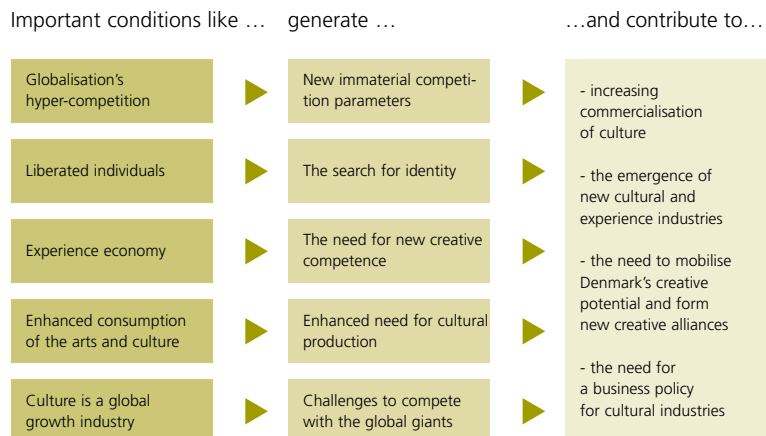 Important conditions like …
generate …
…and contribute to…
Globalisation's
hyper-competition
New immaterial competi-
tion parameters
Liberated individuals
The search for identity
Experience economy
The need for new creative
competence
Enhanced consumption
of the arts and culture
Enhanced need for cultural
production
Culture is a global
growth industry
Challenges to compete
with the global giants
- increasing
commercialisation
of culture
- the emergence of
new cultural and
experience industries
- the need to mobilise
Denmark's creative
potential and form
new creative alliances
- the need for
a business policy
for cultural industries